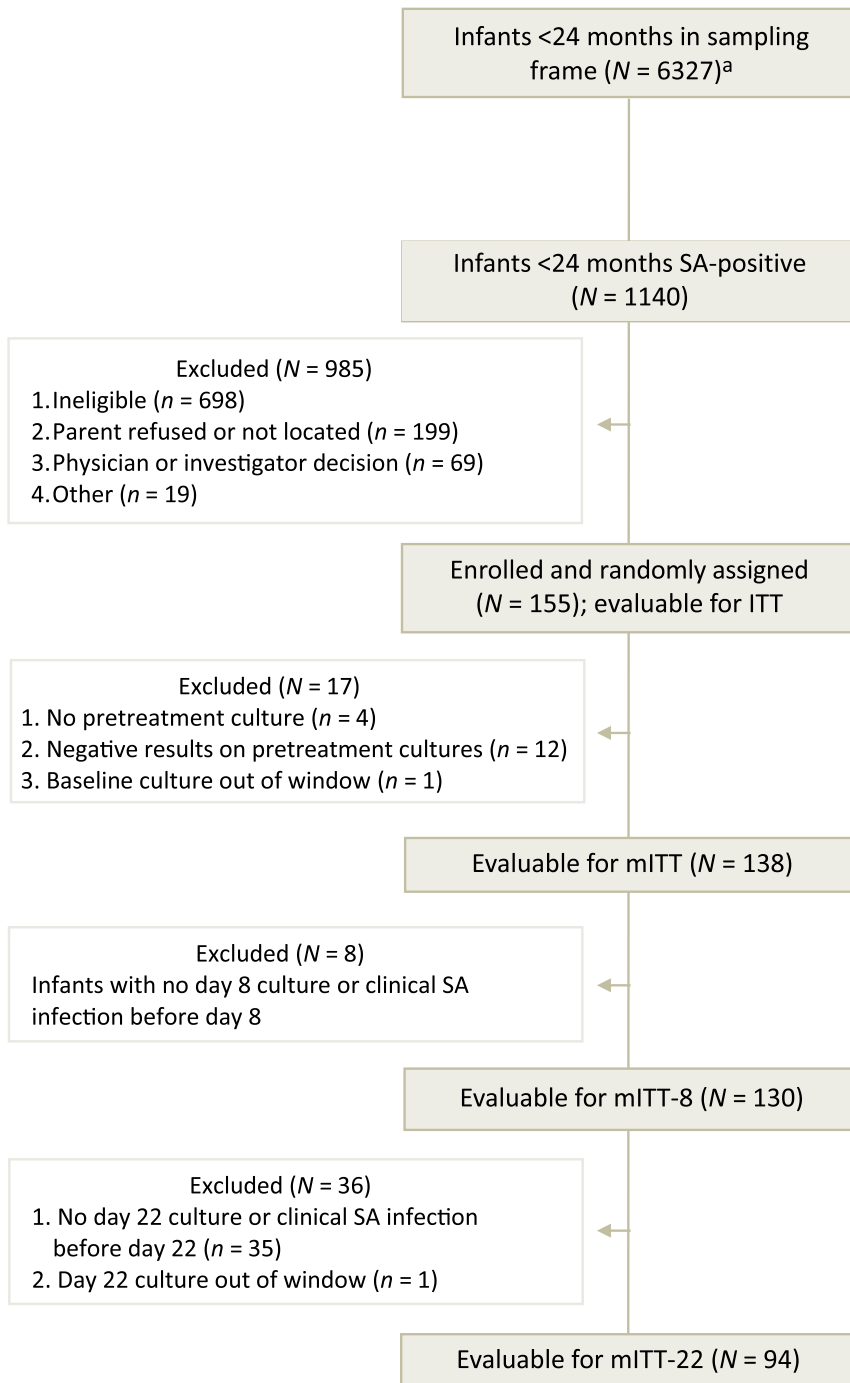 Infants <24 months in sampling
frame (N = 6327)ᵃ
Infants <24 months SA-positive
(N = 1140)
Excluded (N = 985)
1.Ineligible (n = 698)
2.Parent refused or not located (n = 199)
3.Physician or investigator decision (n = 69)
4.Other (n = 19)
Enrolled and randomly assigned
(N = 155); evaluable for ITT
Excluded (N = 17)
1. No pretreatment culture (n = 4)
2. Negative results on pretreatment cultures (n = 12)
3. Baseline culture out of window (n = 1)
Evaluable for mITT (N = 138)
Excluded (N = 8)
Infants with no day 8 culture or clinical SA
infection before day 8
Evaluable for mITT-8 (N = 130)
Excluded (N = 36)
1. No day 22 culture or clinical SA infection
before day 22 (n = 35)
2. Day 22 culture out of window (n = 1)
Evaluable for mITT-22 (N = 94)